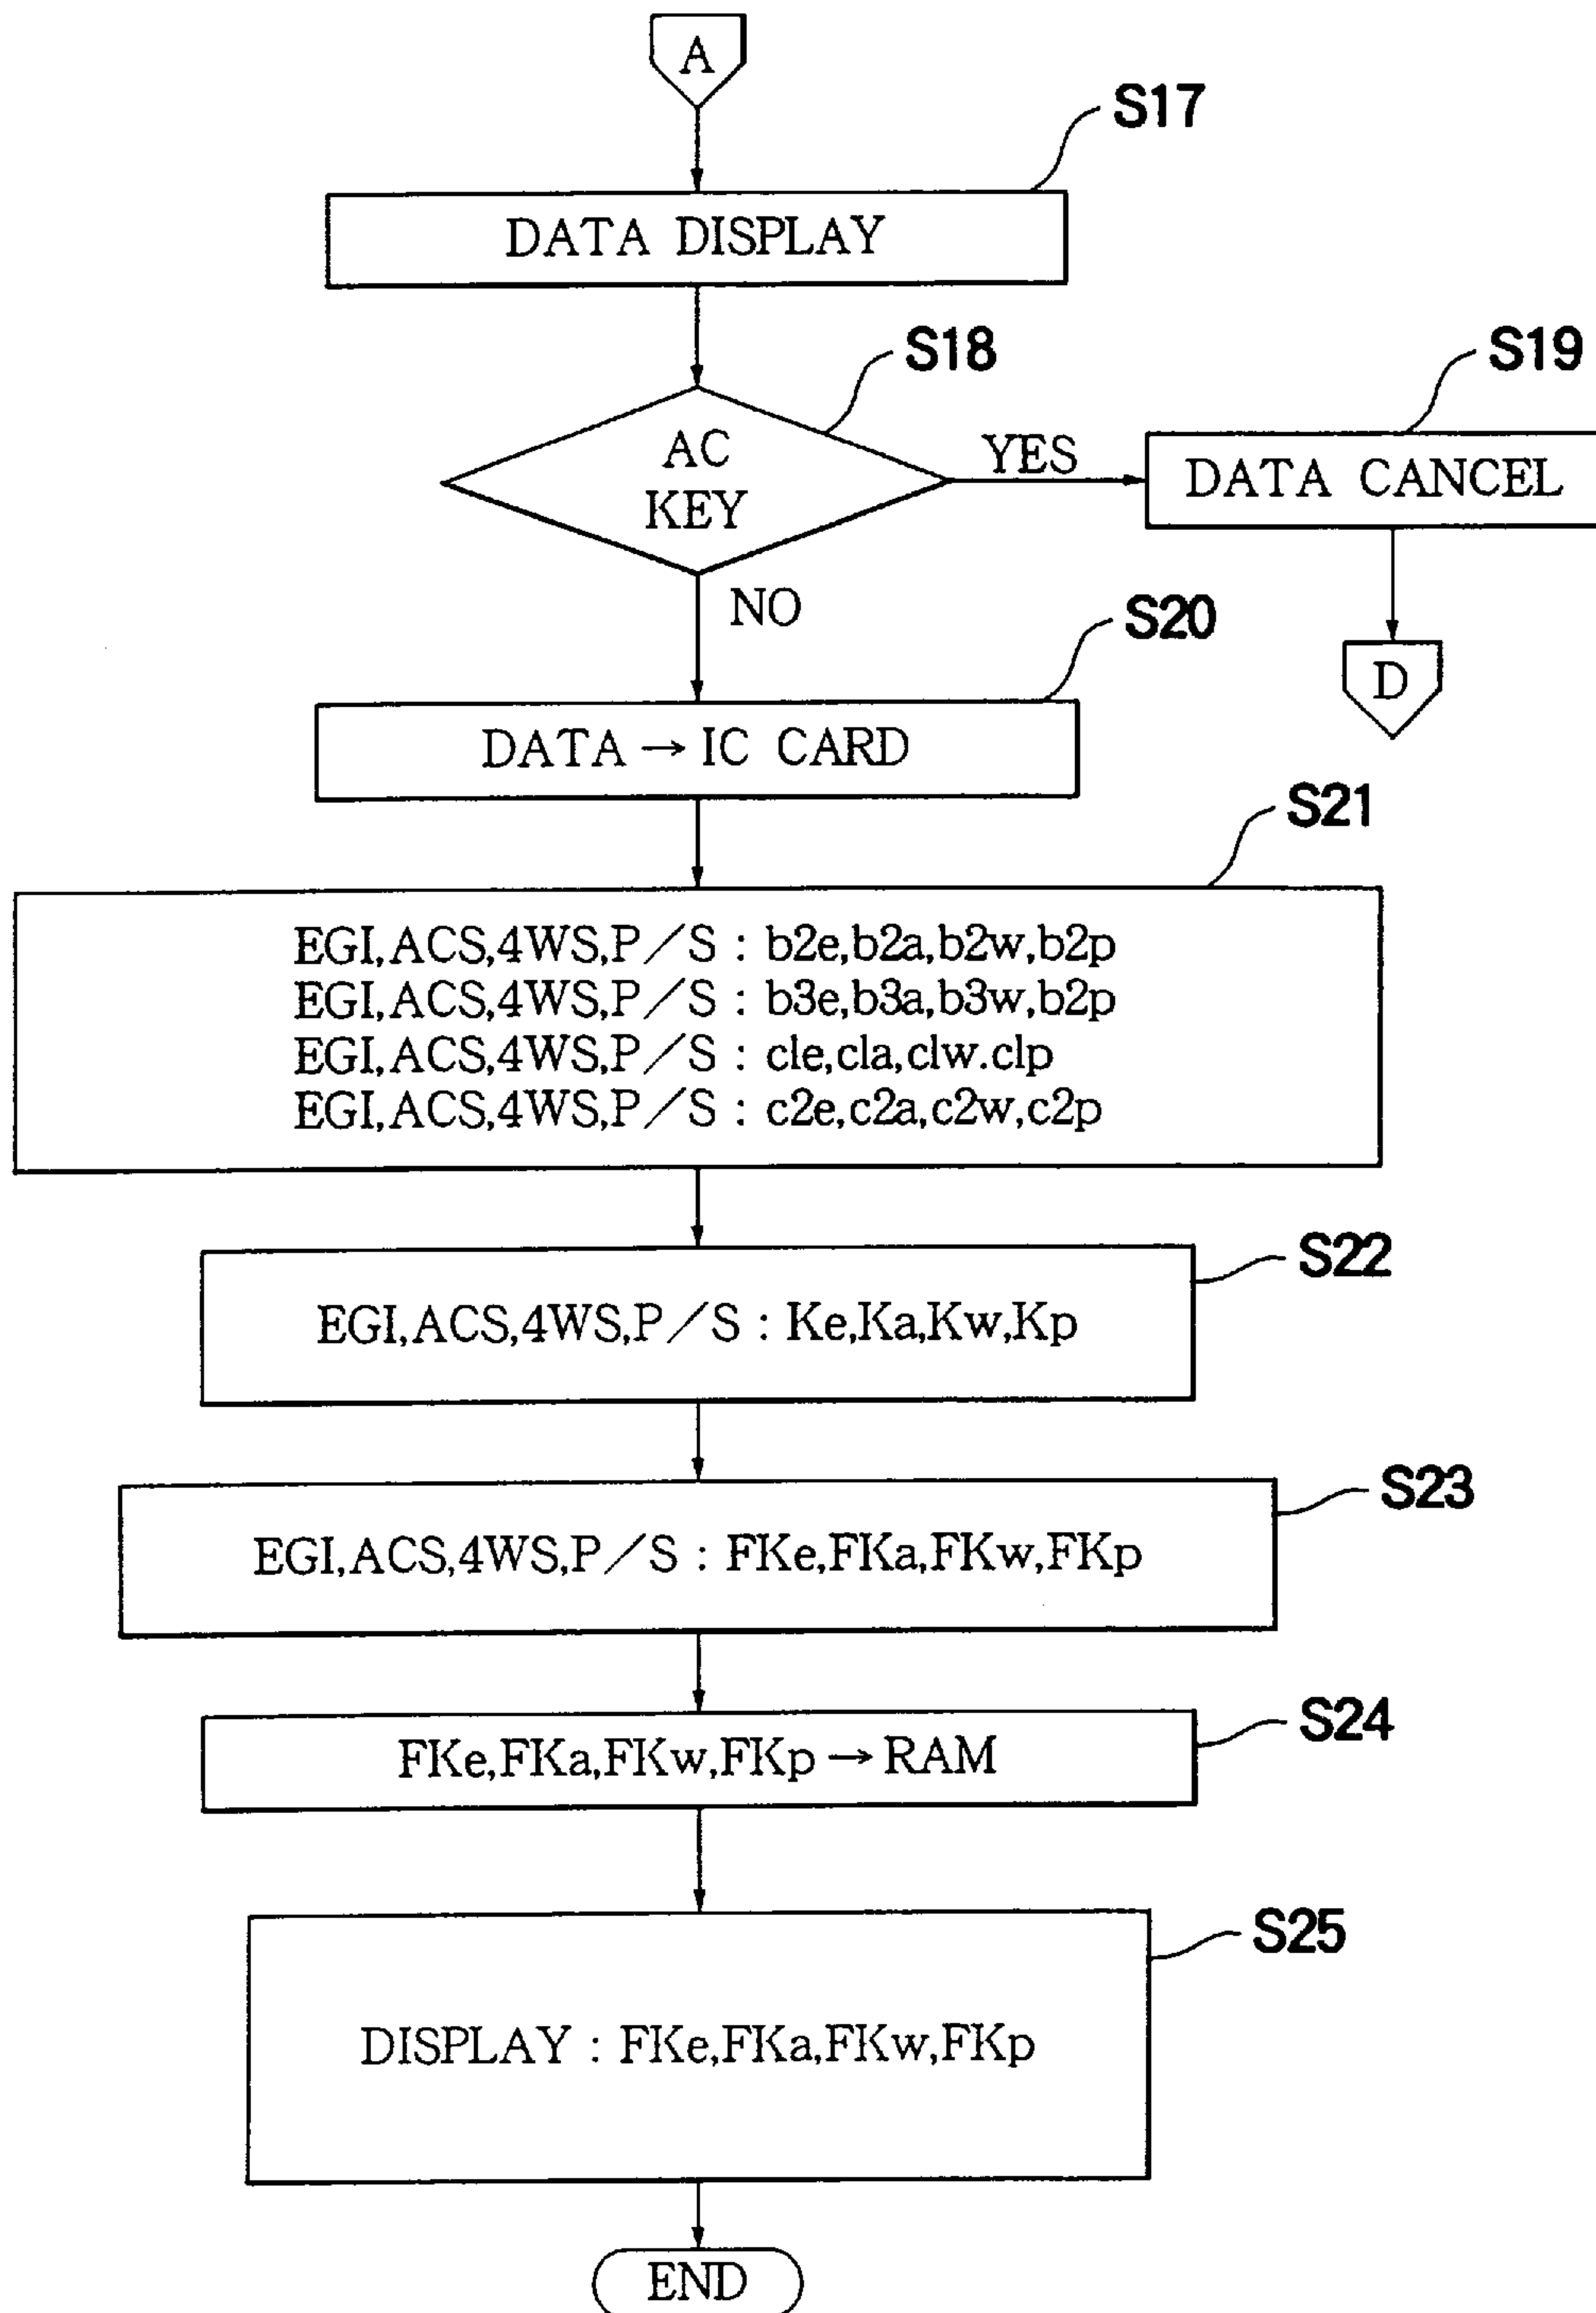 A
S17
DATA DISPLAY
S18
S19
AC
KEY
YES
DATA CANCEL
NO
S20
D
DATA → IC CARD
S21
EGI,ACS,4WS,P/S : b2e,b2a,b2w,b2p
EGI,ACS,4WS,P/S : b3e,b3a,b3w,b2p
EGI,ACS,4WS,P/S : cle,cla,clw.clp
EGI,ACS,4WS,P/S : c2e,c2a,c2w,c2p
S22
EGI,ACS,4WS,P/S : Ke,Ka,Kw,Kp
S23
EGI,ACS,4WS,P/S : FKe,FKa,FKw,FKp
S24
FKe,FKa,FKw,FKp → RAM
S25
DISPLAY : FKe,FKa,FKw,FKp
END